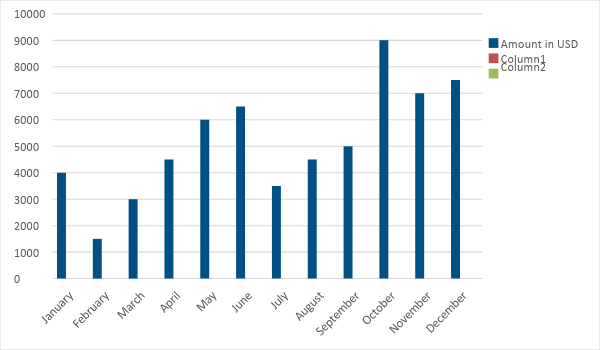 10000
9000
8000
7000
6000
5000
4000
3000
2000
1000
0
January
February
March
April
May
June
July
August
September
October
November
December
Amount in USD
Column1
Column2